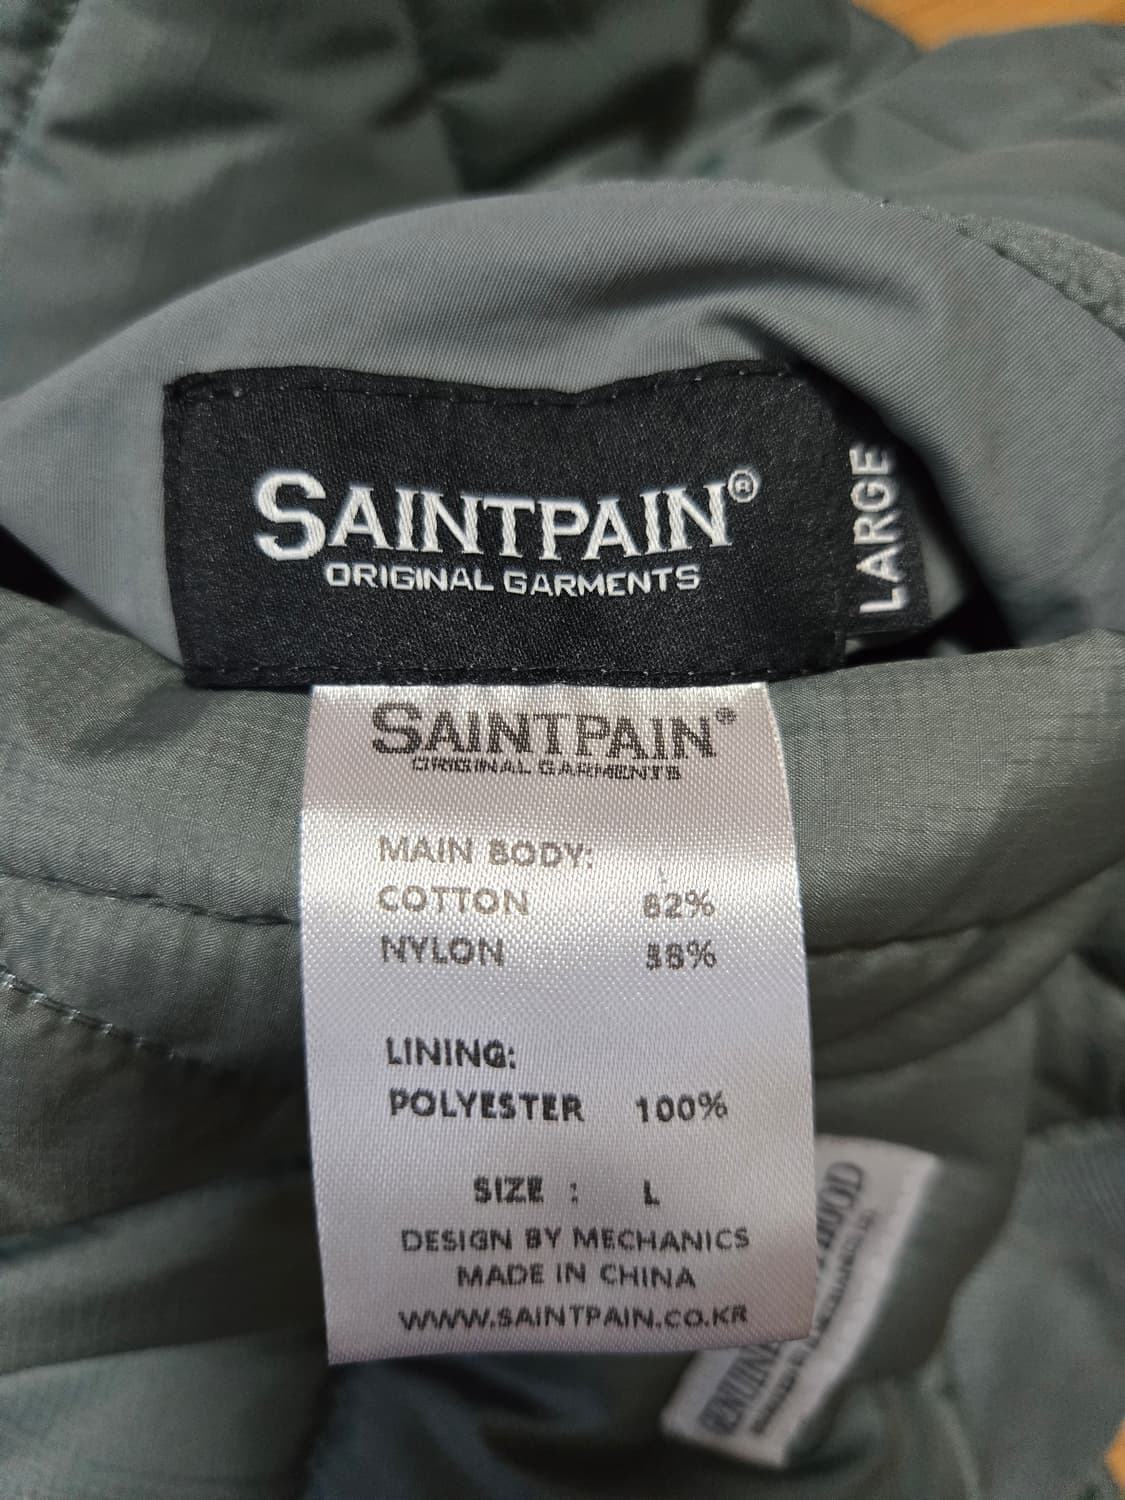 SAINTPAIN®
ORIGINAL GARMENTS
LARGE
SAINTPAIN®
ORIGINAL GARMENTS
MAIN BODY:
COTTON 62%
NYLON 38%
LINING:
POLYESTER 100%
SIZE : L
DESIGN BY MECHANICS
MADE IN CHINA
WWW.SAINTPAIN.CO.KR
GENUINE